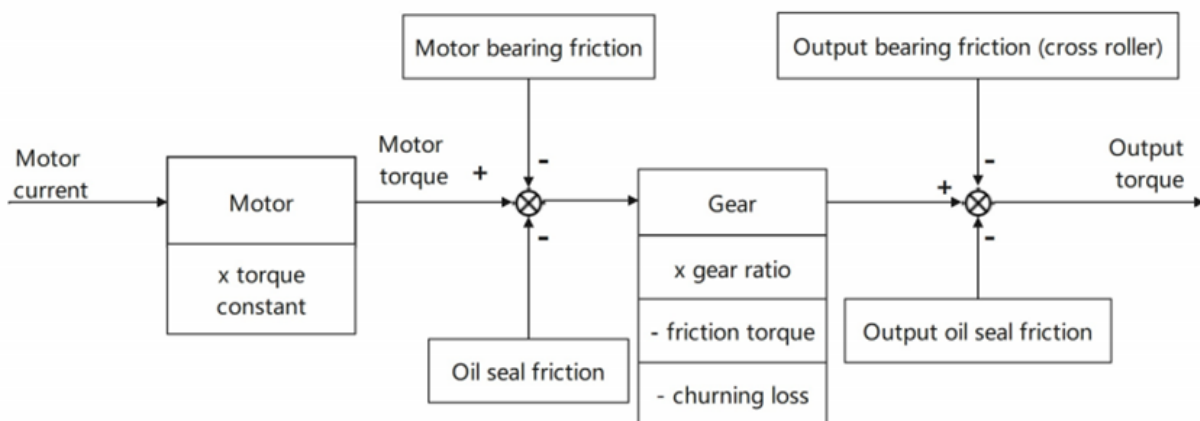 Motor bearing friction
Output bearing friction (cross roller)
Motor
current
Motor
x torque
constant
Motor
torque
+
-
-
Oil seal friction
Gear
x gear ratio
- friction torque
- churning loss
+
-
-
Output oil seal friction
Output
torque